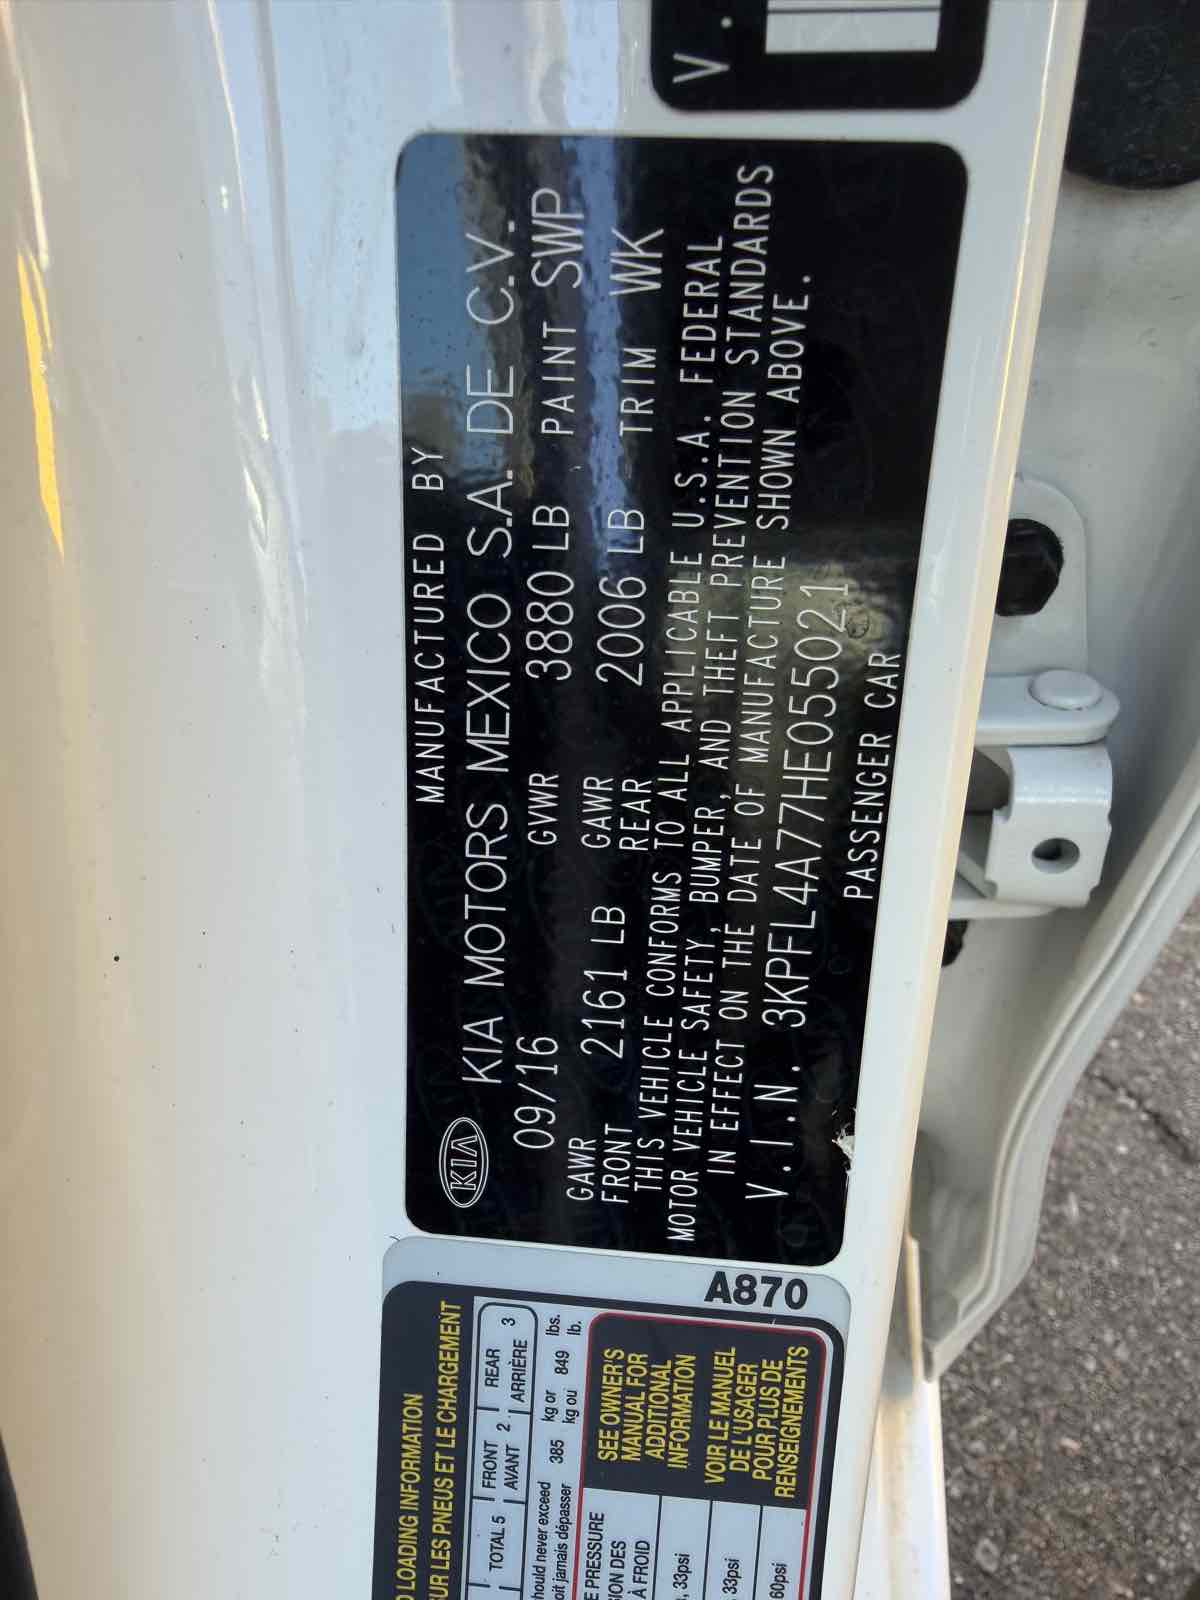 V.
MANUFACTURED BY
KIA KIA MOTORS MEXICO S.A. DE C.V.
09/16 GVWR 3880 LB PAINT SWP
GAWR FRONT 2161 LB GAWR REAR 2006 LB TRIM WK
THIS VEHICLE CONFORMS TO ALL APPLICABLE U.S.A. FEDERAL
MOTOR VEHICLE SAFETY, BUMPER, AND THEFT PREVENTION STANDARDS
IN EFFECT ON THE DATE OF MANUFACTURE SHOWN ABOVE.
V.I.N. 3KPFL4A77HE055021
PASSENGER CAR
A870
LOADING INFORMATION
SUR LES PNEUS ET LE CHARGEMENT
TOTAL 5 FRONT AVANT 2 REAR ARRIÈRE 3
should never exceed 385 kg or 849 lbs.
doit jamais dépasser kg ou lb.
PRESSURE
DES
À FROID
33psi
33psi
60psi
SEE OWNER'S
MANUAL FOR
ADDITIONAL
INFORMATION
VOIR LE MANUEL
DE L'USAGER
POUR PLUS DE
RENSEIGNEMENTS